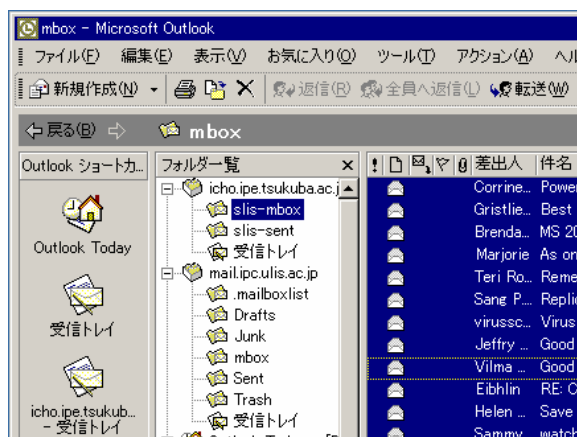 mbox - Microsoft Outlook
ファイル(F) 編集(E) 表示(V) お気に入り(O) ツール(T) アクション(A) ヘル
新規作成(N) 返信(R) 全員へ返信(L) 転送(W)
戻る(B) mbox
Outlook ショートカ...
Outlook Today
受信トレイ
icho.ipe.tsukub...
- 受信トレイ
フォルダ一覧
icho.ipe.tsukuba.ac.j
slis-mbox
slis-sent
受信トレイ
mail.ipc.ulis.ac.jp
.mailboxlist
Drafts
Junk
mbox
Sent
Trash
受信トレイ
差出人 件名
Corrine... Powe
Gristlie... Best
Brenda... MS 20
Marjorie As on
Teri Ro... Reme
Sang P... Replic
virussc... Virus
Jeffry ... Good
Vilma ... Good
Eibhlin RE: C
Helen ... Save
Sammy watch